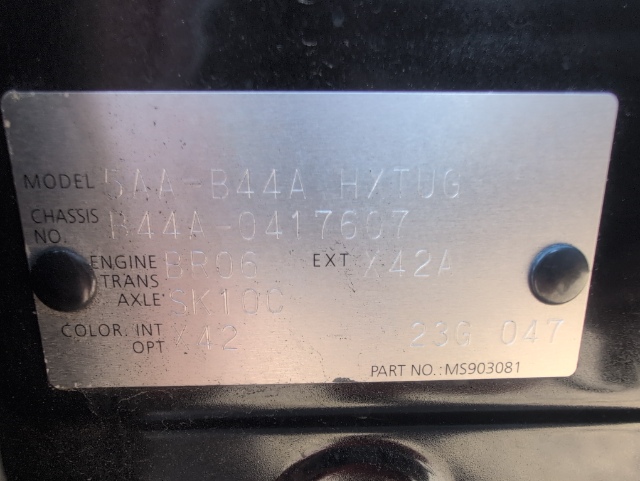 MODEL 5AA-B44A HXTUG
CHASSIS NO. B44A-0417607
ENGINE BR06 EXT X42A
TRANS AXLE SK10C
COLOR. INT OPT /42 23G 047
PART NO.: MS903081